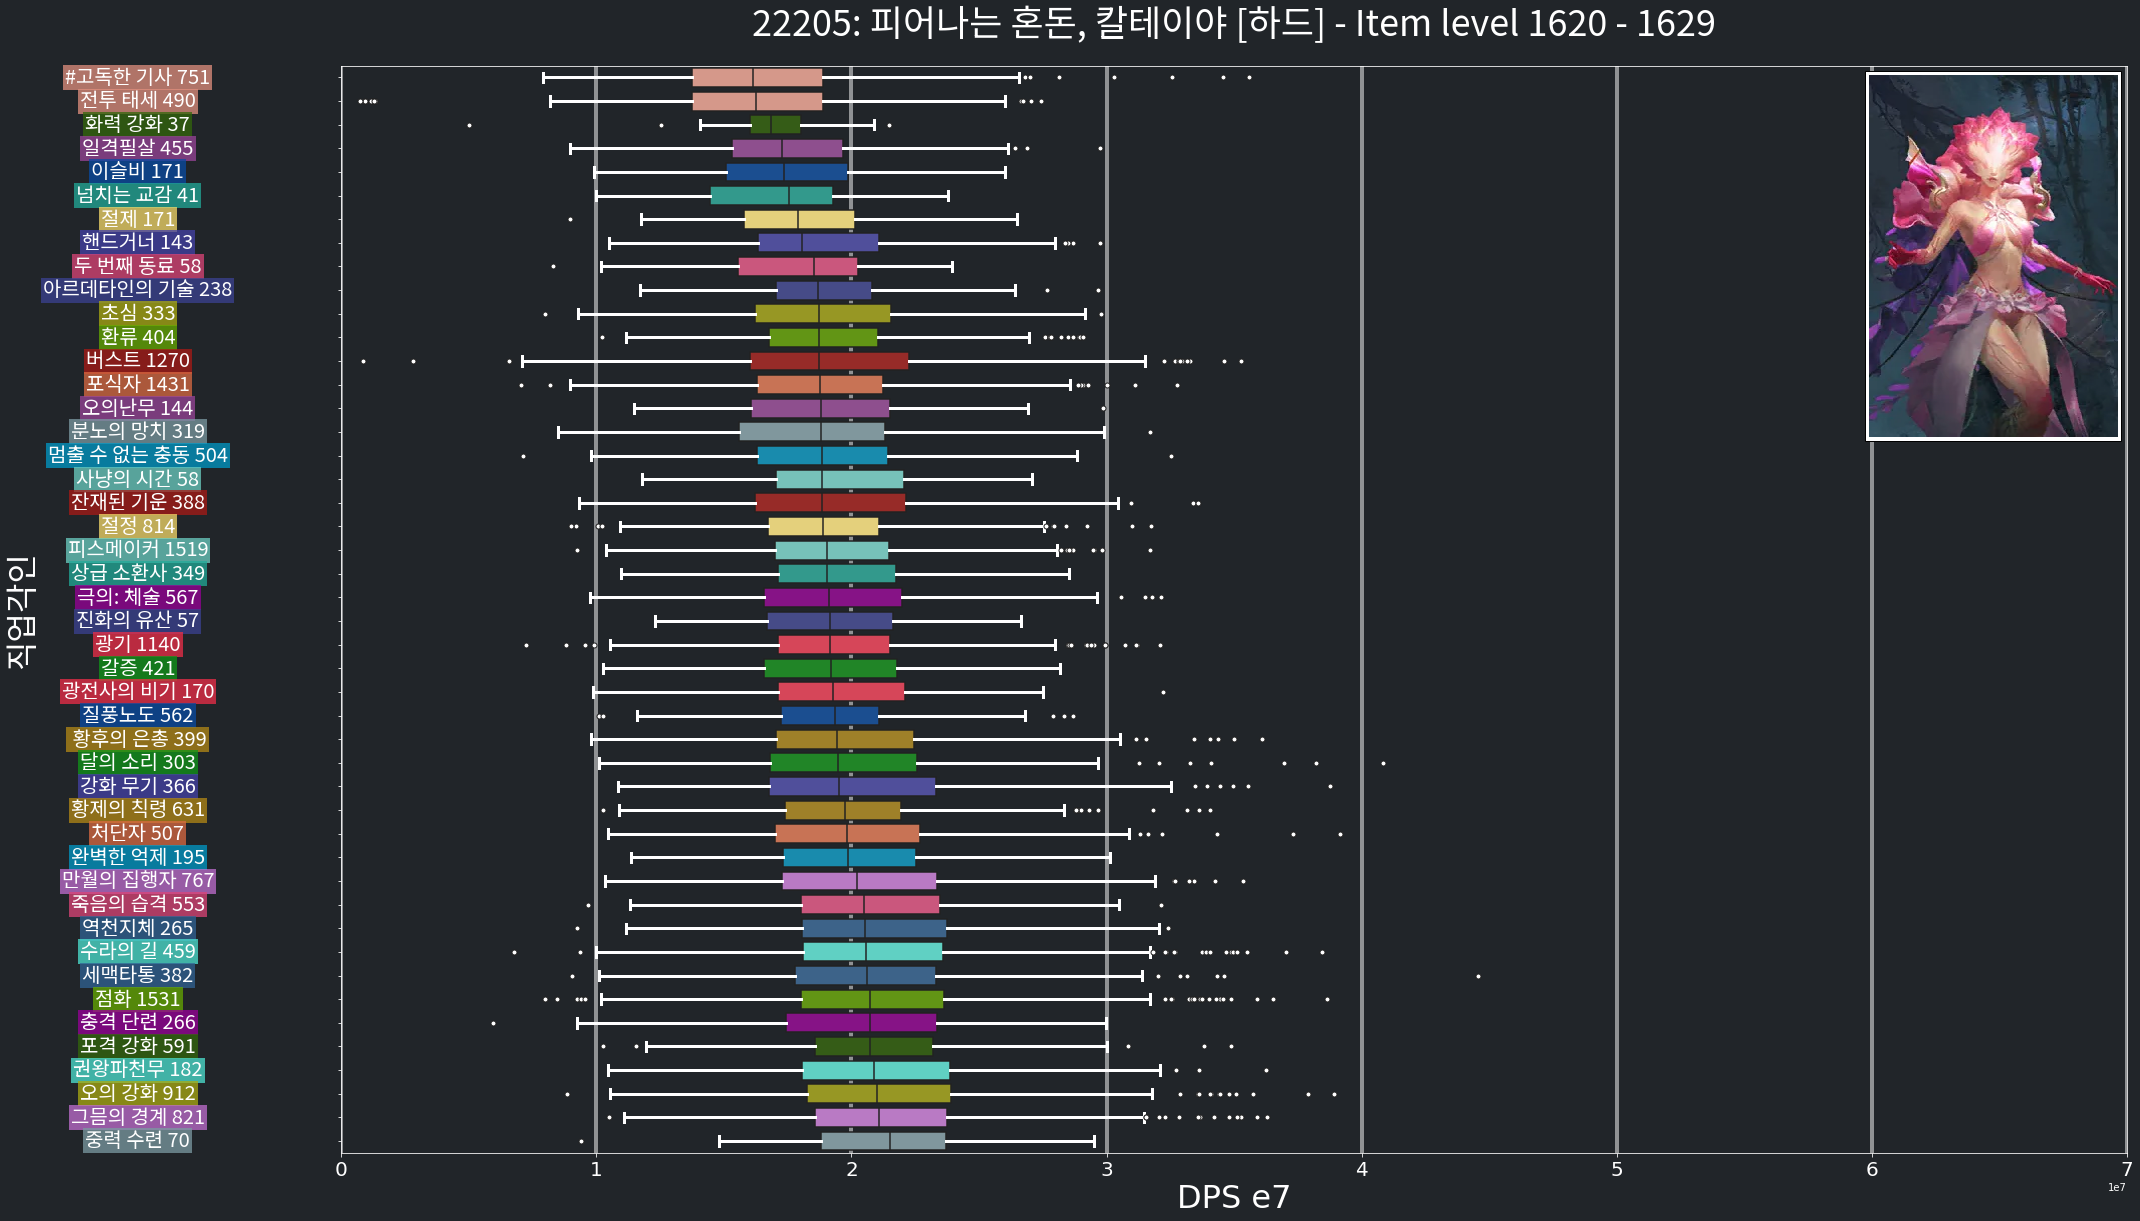 22205: 피어나는 혼돈, 칼테이야 [하드] - Item level 1620 - 1629
#고독한 기사 751
전투 태세 490
화력 강화 37
일격필살 455
이슬비 171
넘치는 교감 41
절제 171
핸드거너 143
두 번째 동료 58
아르데타인의 기술 238
초심 333
환류 404
버스트 1270
포식자 1431
오의난무 144
분노의 망치 319
멈출 수 없는 충동 504
사냥의 시간 58
잔재된 기운 388
절정 814
피스메이커 1519
상급 소환사 349
극의: 체술 567
진화의 유산 57
광기 1140
갈증 421
광전사의 비기 170
질풍노도 562
황후의 은총 399
달의 소리 303
강화 무기 366
황제의 칙령 631
처단자 507
완벽한 억제 195
만월의 집행자 767
죽음의 습격 553
역천지체 265
수라의 길 459
세맥타통 382
점화 1531
충격 단련 266
포격 강화 591
권왕파천무 182
오의 강화 912
그믐의 경계 821
중력 수련 70
직업각인
0 1 2 3 4 5 6 7
1e7
DPS e7